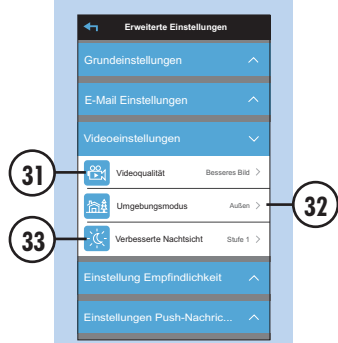 Erweiterte Einstellungen
Grundeinstellungen
E-Mail Einstellungen
Videoeinstellungen
31 Videoqualität Besseres Bild
Umgebungsmodus Außen 32
33 Verbesserte Nachtsicht Stufe 1
Einstellung Empfindlichkeit
Einstellungen Push-Nachric...